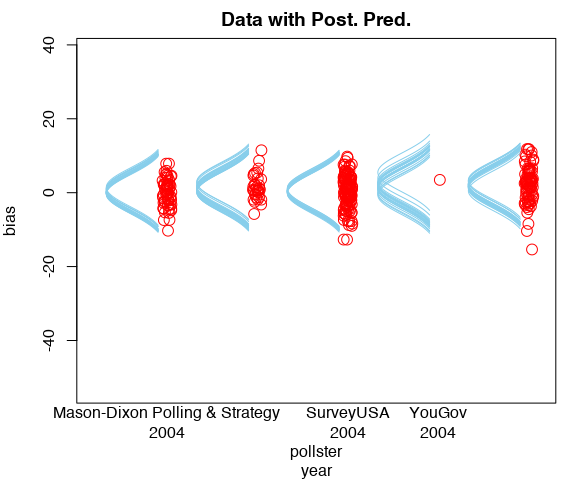 Data with Post. Pred.
40
20
0
-20
-40
bias
Mason-Dixon Polling & Strategy SurveyUSA YouGov
2004 2004 2004
pollster
year